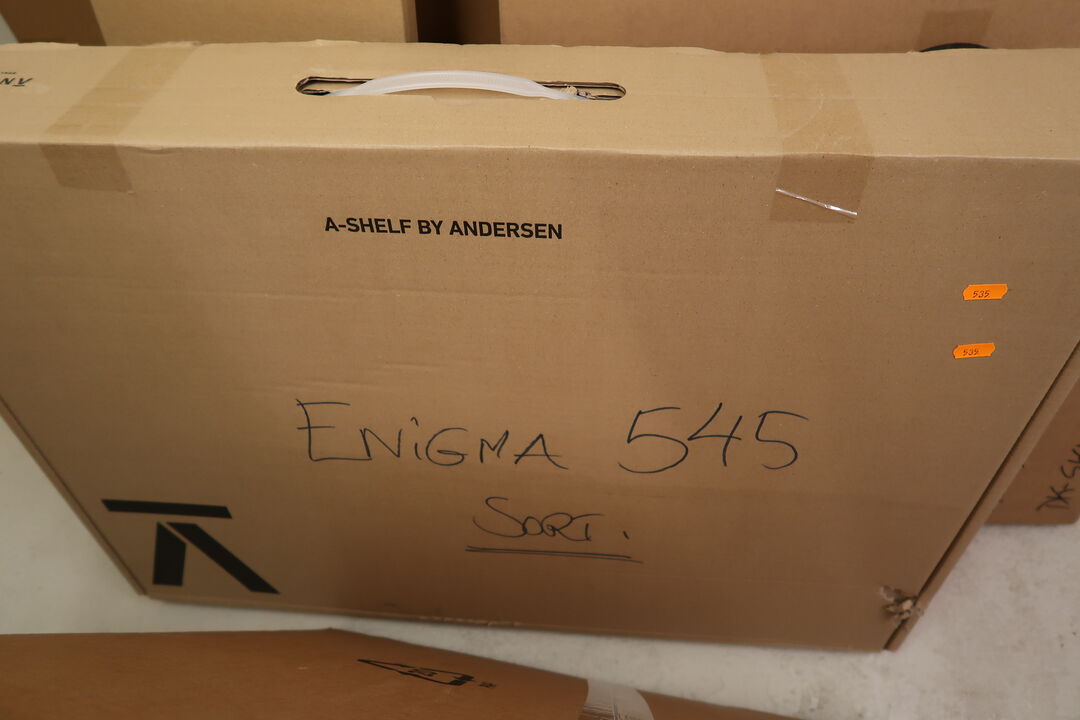 A-SHELF BY ANDERSEN
535
535
ENiGMA 545
SORT.